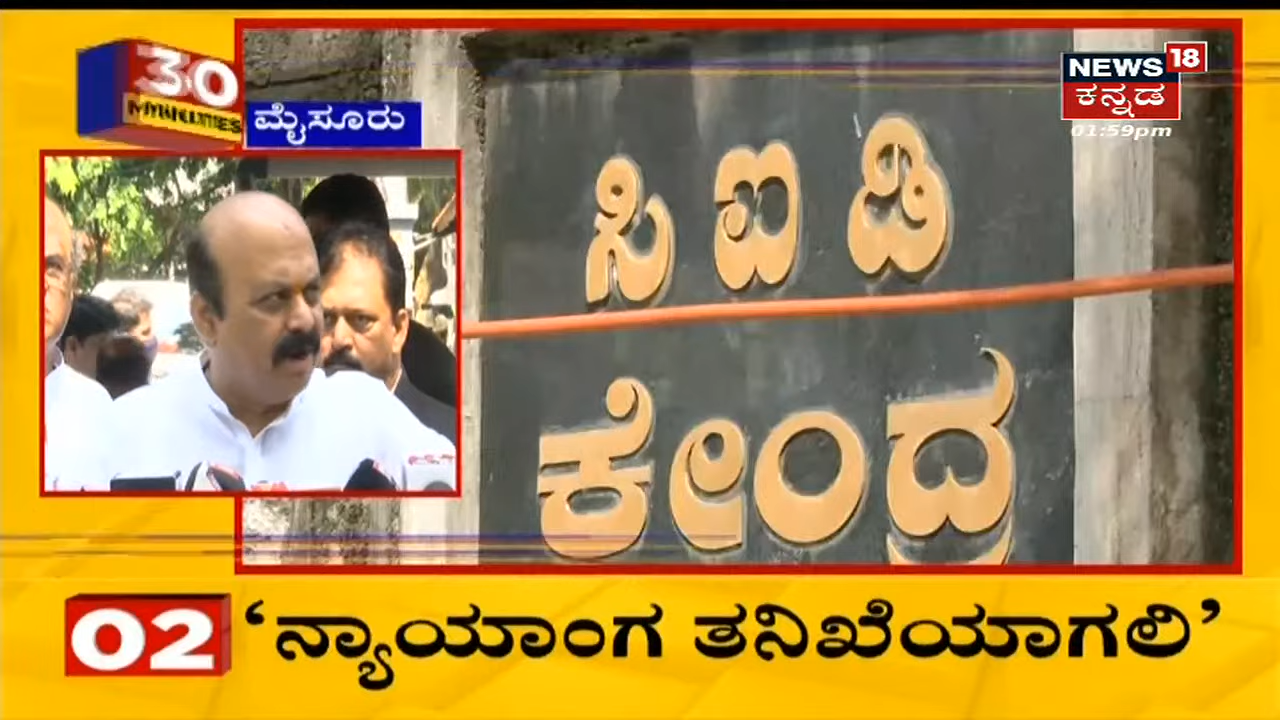 30
MINUTES
ಮೈಸೂರು
NEWS 18
ಕನ್ನಡ
01:59pm
ಸಿ ಐ ಡಿ
ಕೇಂದ್ರ
02 'ನ್ಯಾಯಾಂಗ ತನಿಖೆಯಾಗಲಿ'